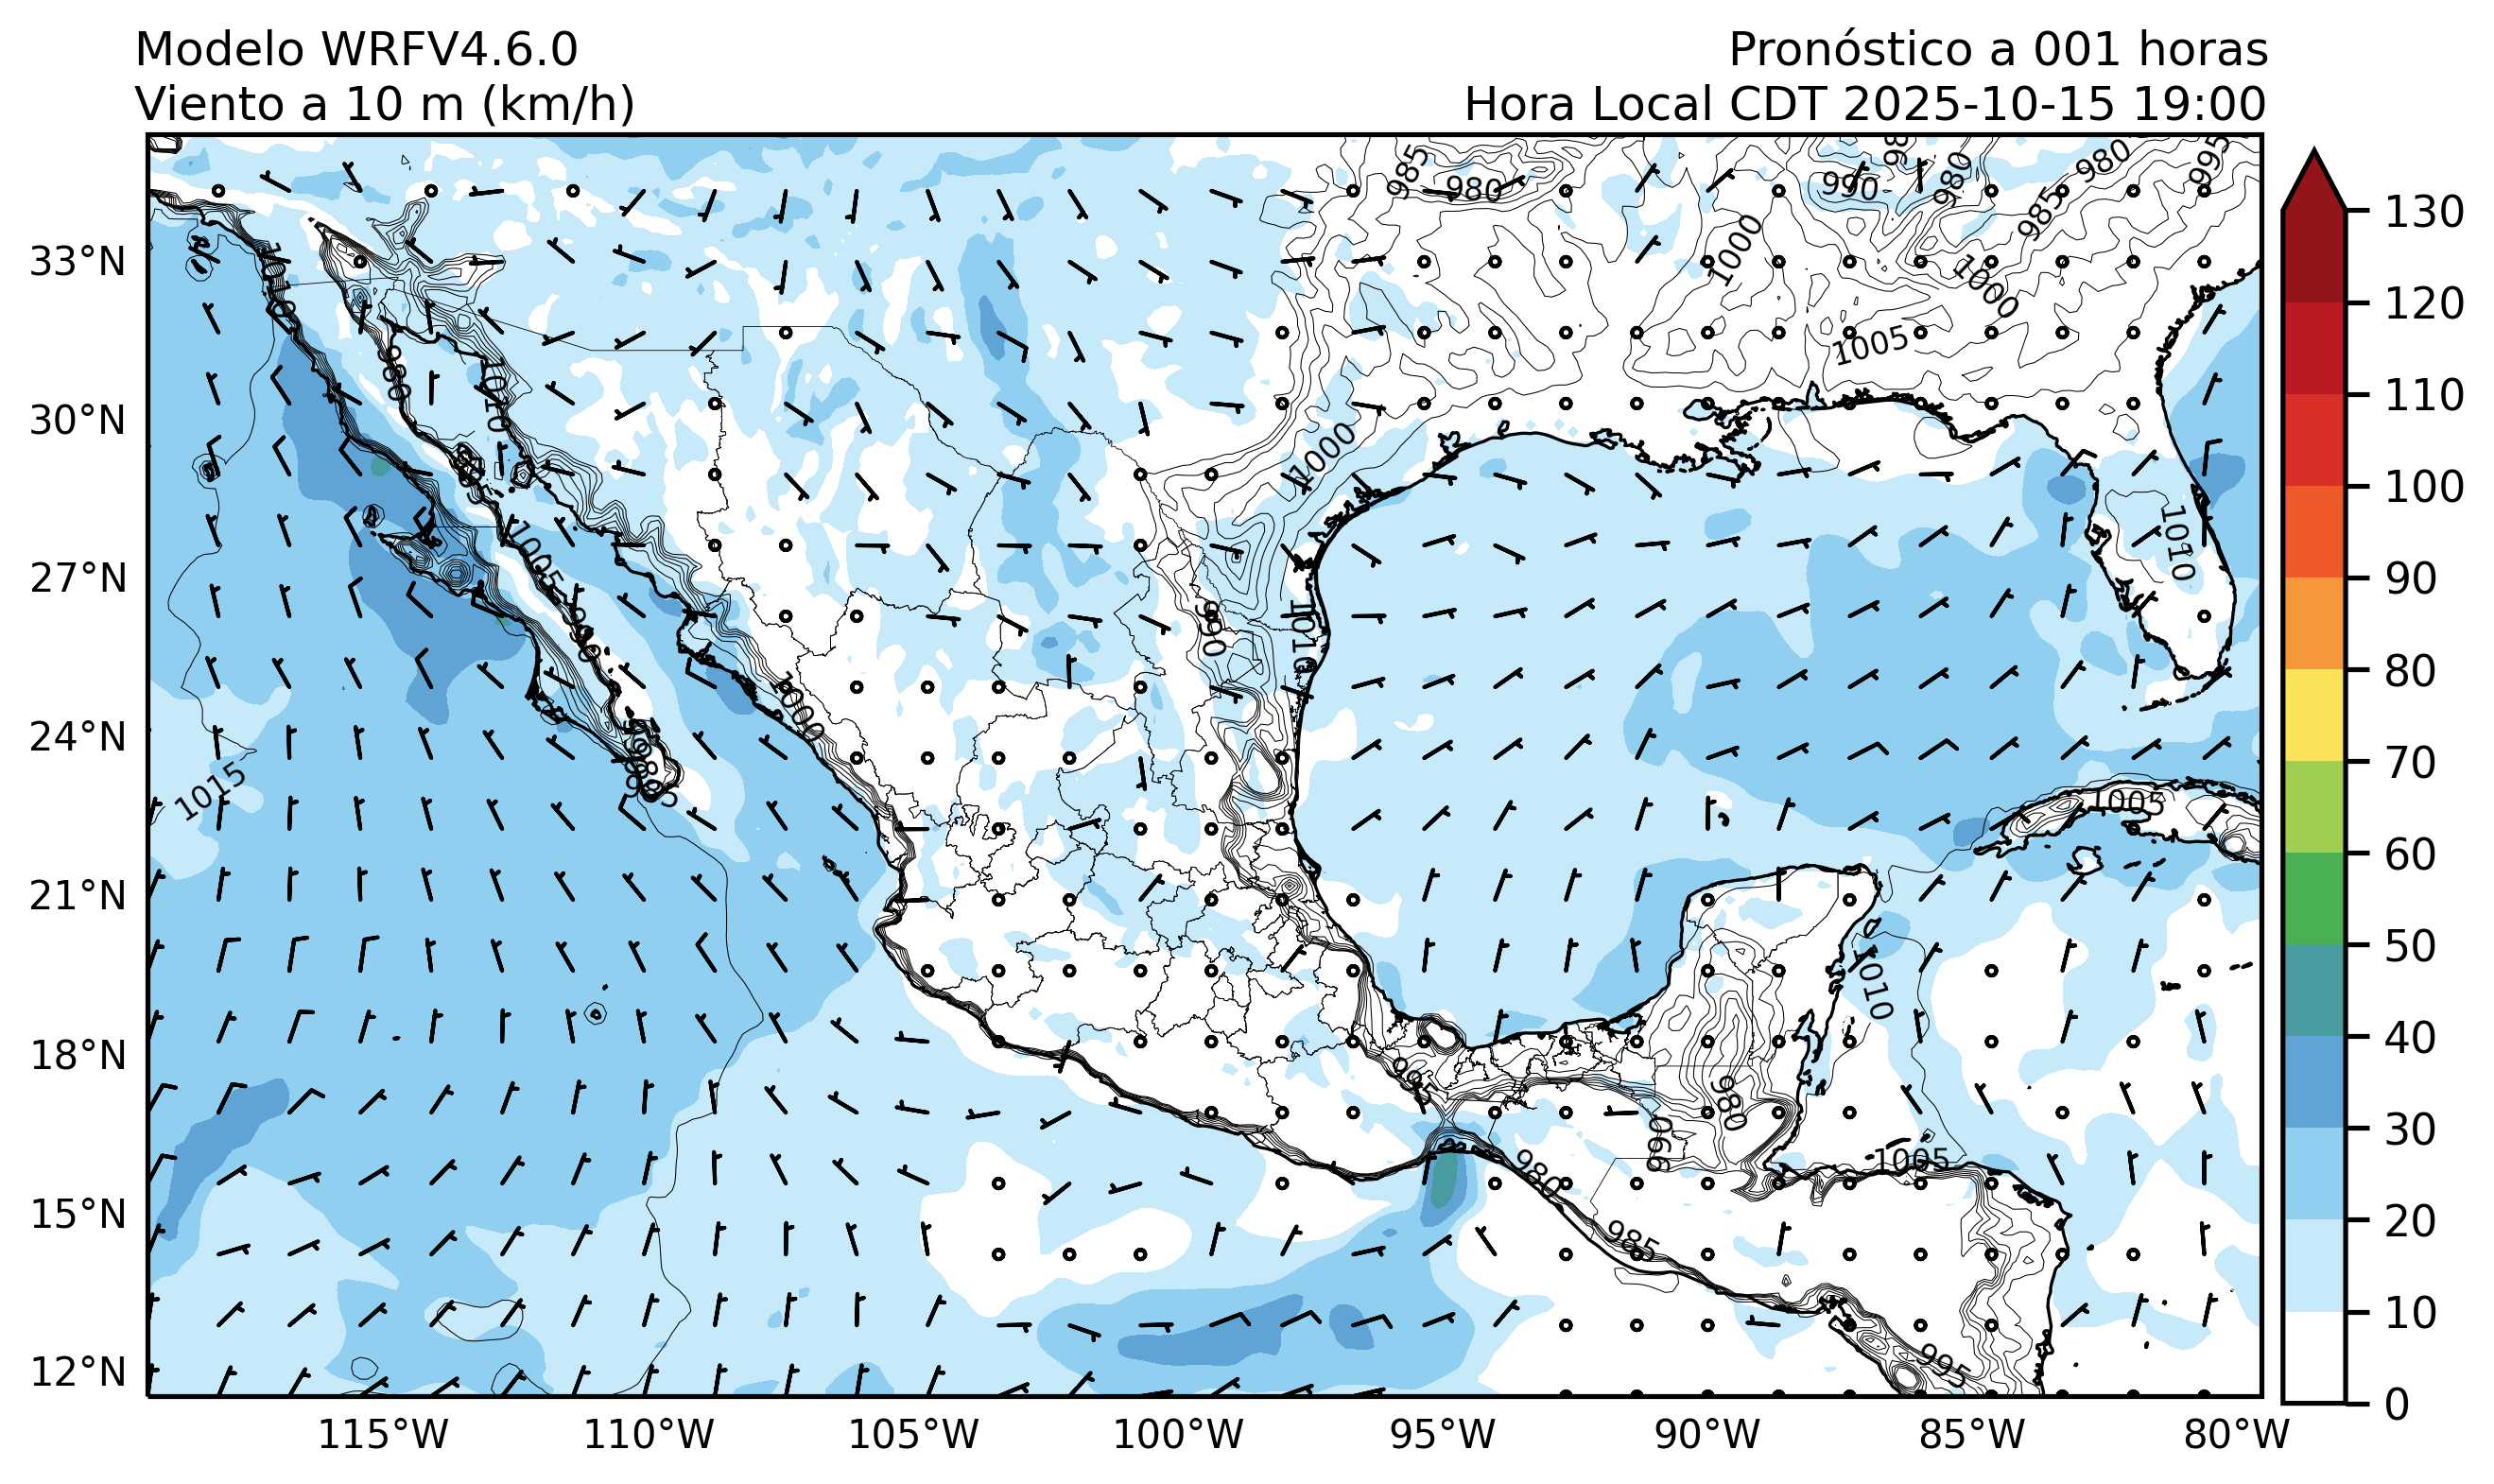 Modelo WRFV4.6.0
Pronóstico a 001 horas
Viento a 10 m (km/h)
Hora Local CDT 2025-10-15 19:00
985
980
990
980
980
995
985
1000
1000
1005
1010
980
1010
1000
1010
1005
990
990
1010
1000
985
1015
1005
1010
995
980
990
1005
980
985
995
33°N
30°N
27°N
24°N
21°N
18°N
15°N
12°N
115°W
110°W
105°W
100°W
95°W
90°W
85°W
80°W
130
120
110
100
90
80
70
60
50
40
30
20
10
0